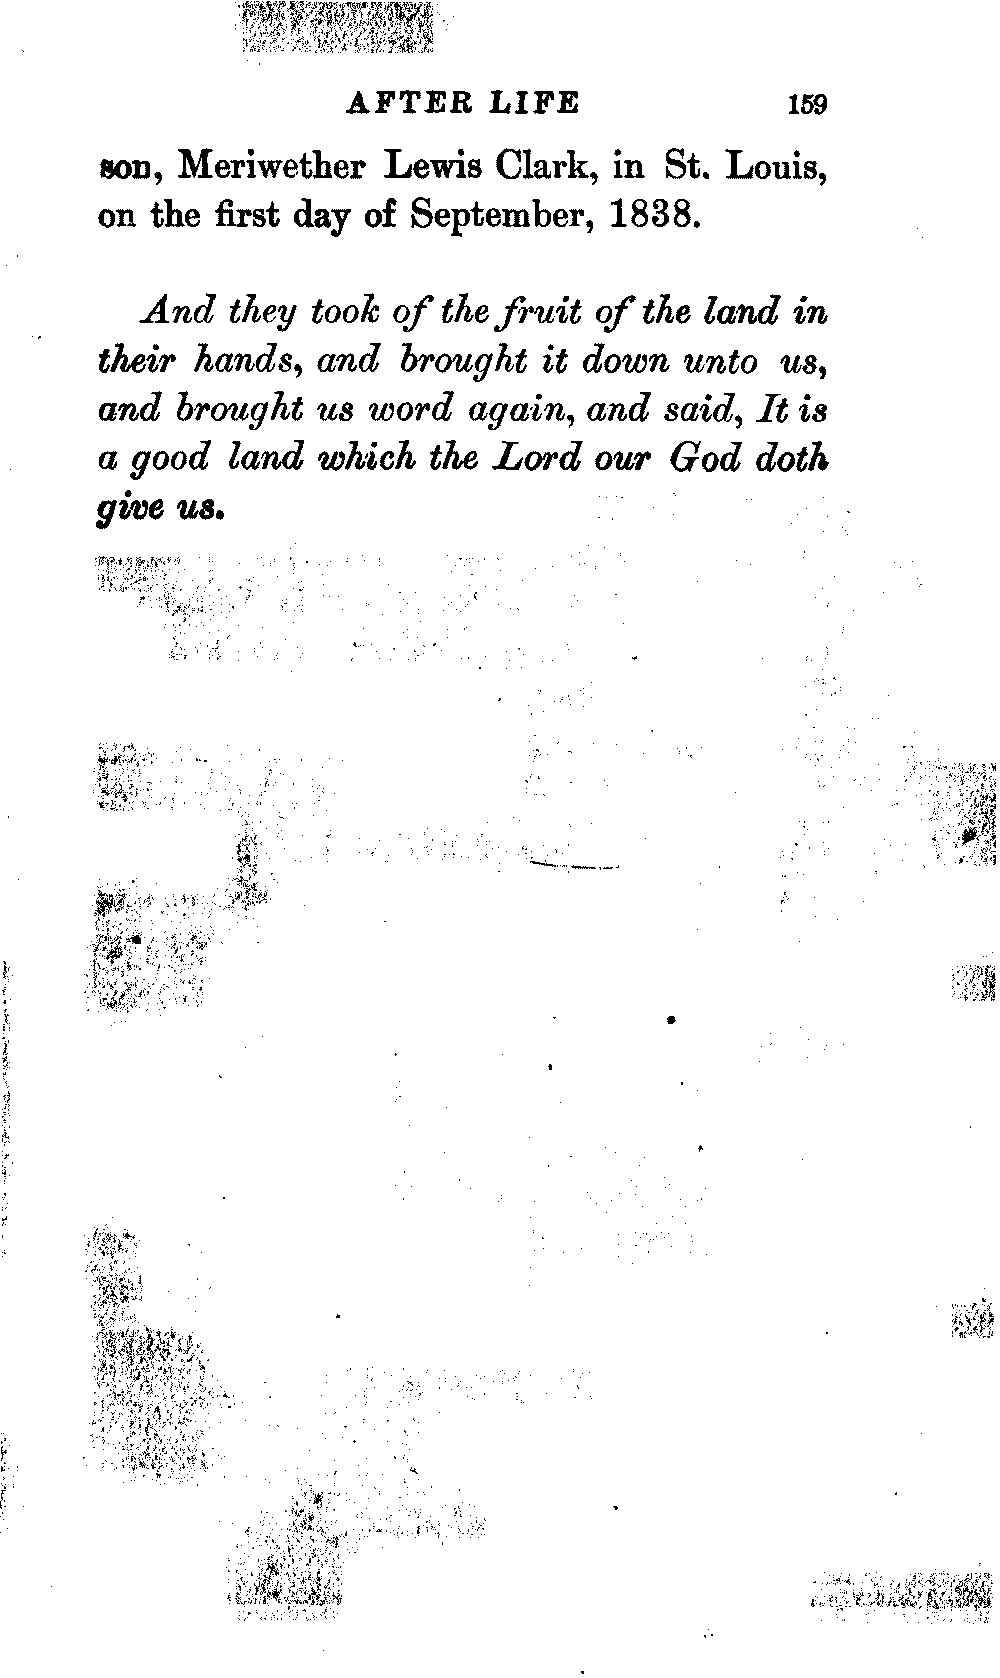 AFTER LIFE 159
son, Meriwether Lewis Clark, in St. Louis,
on the first day of September, 1838.
And they took of the fruit of the land in
their hands, and brought it down unto us,
and brought us word again, and said, It is
a good land which the Lord our God doth
give us.